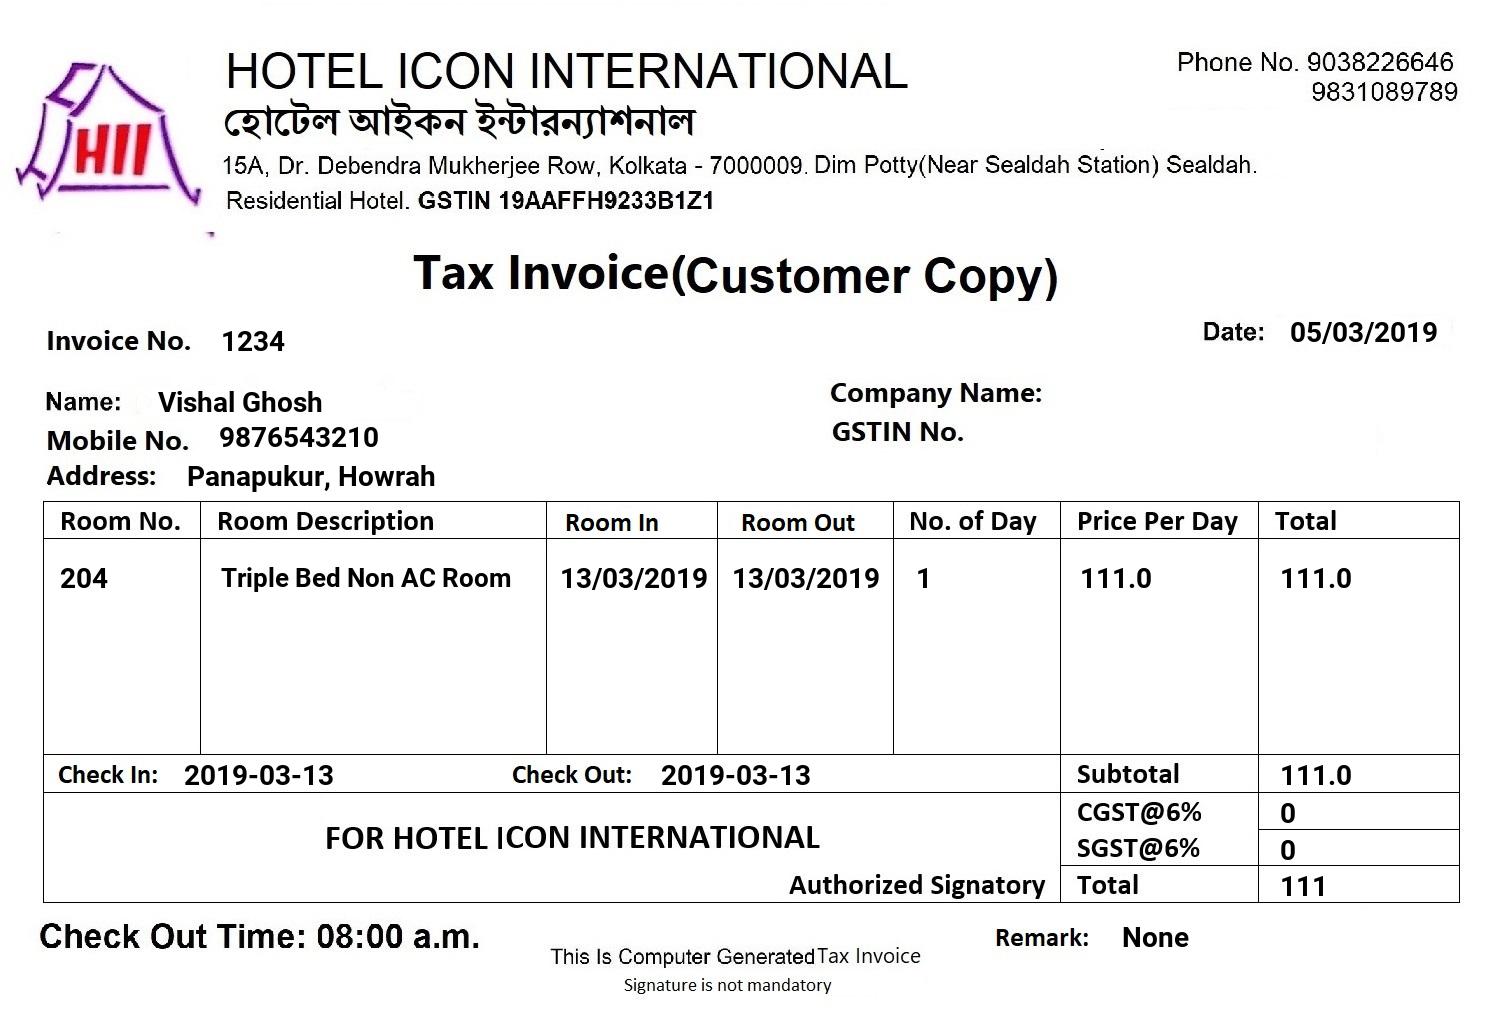 HII
HOTEL ICON INTERNATIONAL
Phone No. 9038226646
9831089789
হোটেল আইকন ইন্টারন্যাশনাল
15A, Dr. Debendra Mukherjee Row, Kolkata - 7000009. Dim Potty(Near Sealdah Station) Sealdah.
Residential Hotel. GSTIN 19AAFFH9233B1Z1
Tax Invoice(Customer Copy)
Invoice No. 1234
Date: 05/03/2019
Name: Vishal Ghosh
Company Name:
Mobile No. 9876543210
GSTIN No.
Address: Panapukur, Howrah
Room No. Room Description Room In Room Out No. of Day Price Per Day Total
204 Triple Bed Non AC Room 13/03/2019 13/03/2019 1 111.0 111.0
Check In: 2019-03-13 Check Out: 2019-03-13 Subtotal 111.0
CGST@6% 0
FOR HOTEL ICON INTERNATIONAL
SGST@6% 0
Authorized Signatory Total 111
Check Out Time: 08:00 a.m.
Remark: None
This Is Computer Generated Tax Invoice
Signature is not mandatory